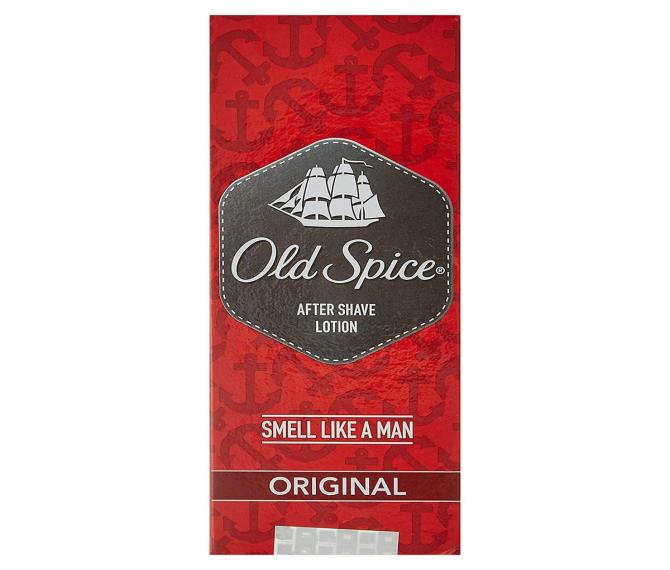 Old Spice®
AFTER SHAVE
LOTION
SMELL LIKE A MAN
ORIGINAL